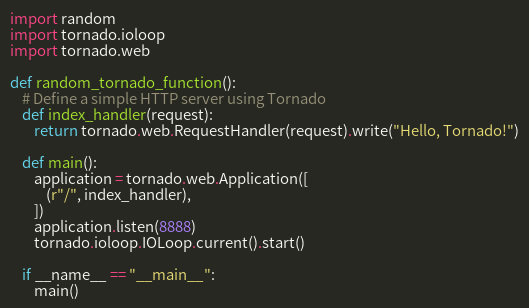 import random
import tornado.ioloop
import tornado.web

def random_tornado_function():
    # Define a simple HTTP server using Tornado
    def index_handler(request):
        return tornado.web.RequestHandler(request).write("Hello, Tornado!")

    def main():
        application = tornado.web.Application([
            (r"/", index_handler),
        ])
        application.listen(8888)
        tornado.ioloop.IOLoop.current().start()

    if __name__ == "__main__":
        main()